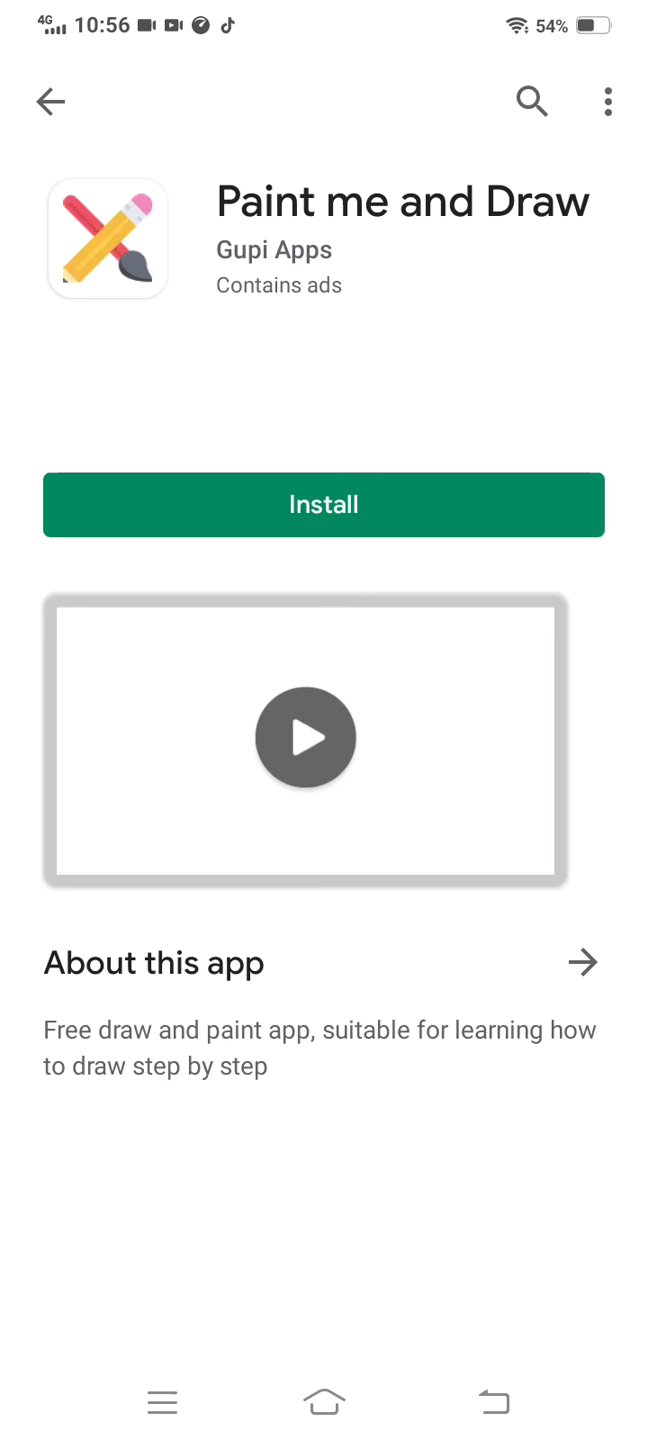 4G 10:56 54%
Paint me and Draw
Gupi Apps
Contains ads
Install
About this app
Free draw and paint app, suitable for learning how
to draw step by step